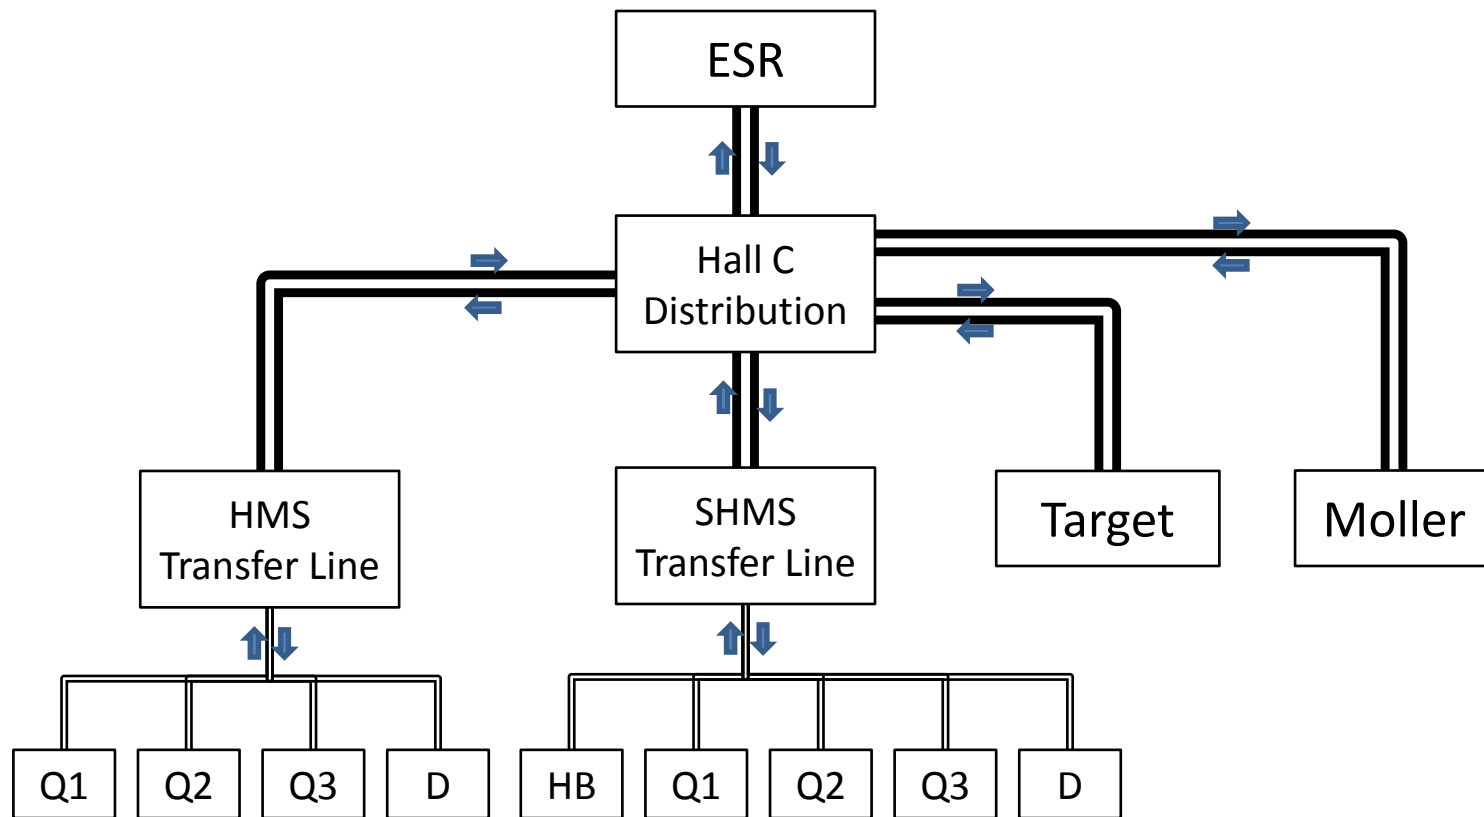 ESR
Hall C
Distribution
HMS
Transfer Line
SHMS
Transfer Line
Target
Moller
Q1
Q2
Q3
D
HB
Q1
Q2
Q3
D